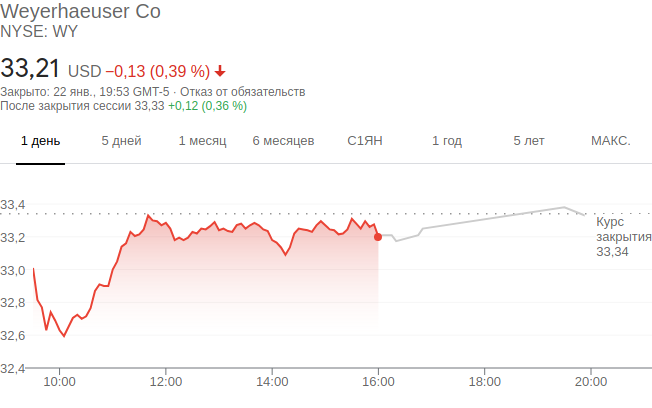 Weyerhaeuser Co
NYSE: WY
33,21 USD −0,13 (0,39 %)
Закрыто: 22 янв., 19:53 GMT-5 · Отказ от обязательств
После закрытия сессии 33,33 +0,12 (0,36 %)
1 день 5 дней 1 месяц 6 месяцев С1ЯН 1 год 5 лет МАКС.
33,4
33,2
33,0
32,8
32,6
32,4
Курс
закрытия
33,34
10:00 12:00 14:00 16:00 18:00 20:00